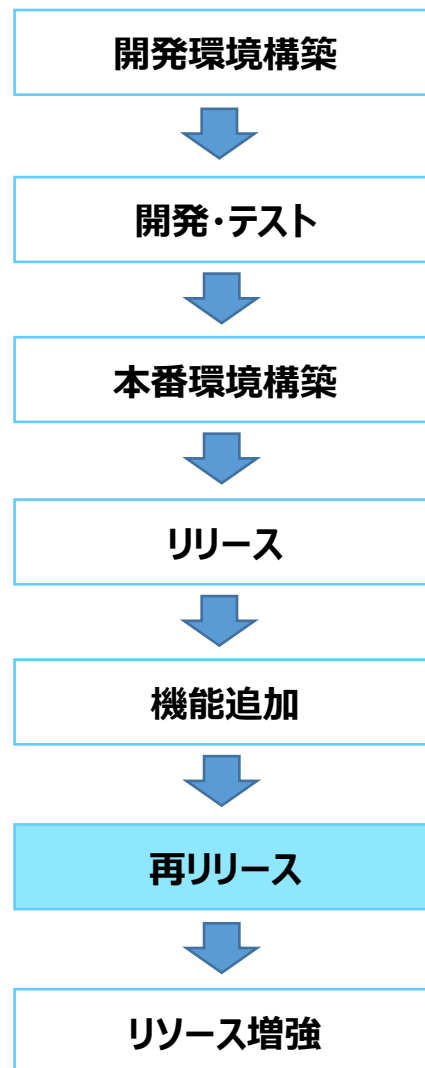 開発環境構築
開発・テスト
本番環境構築
リリース
機能追加
再リリース
リソース増強